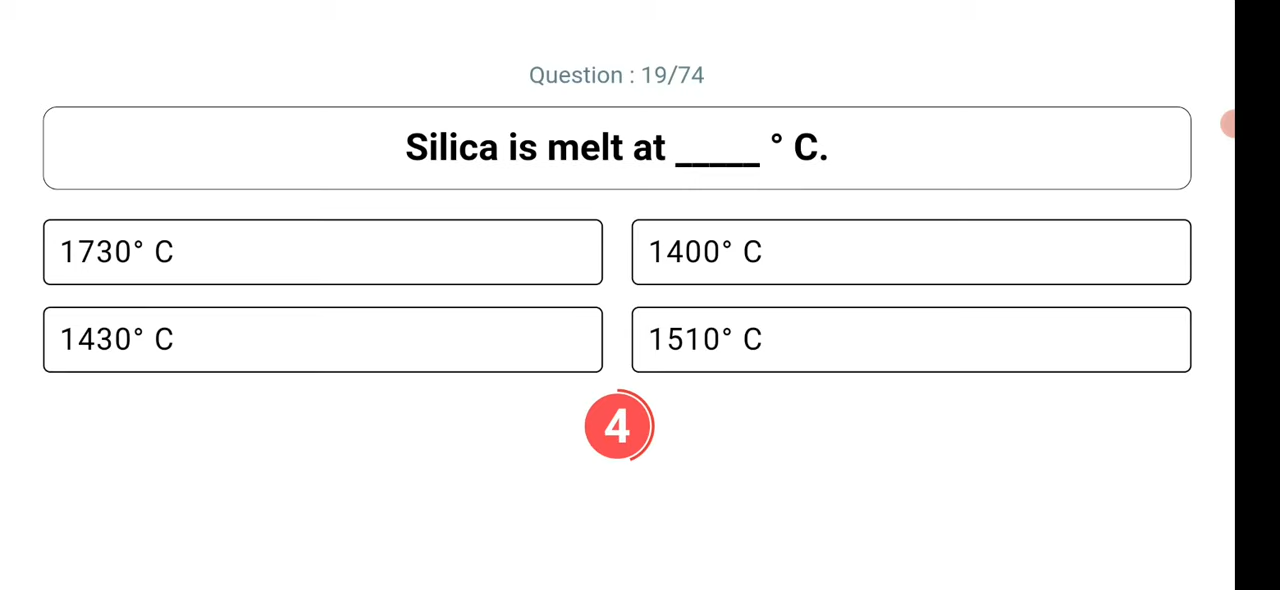 Question : 19/74
Silica is melt at _____ ° C.
1730° C
1400° C
1430° C
1510° C
4